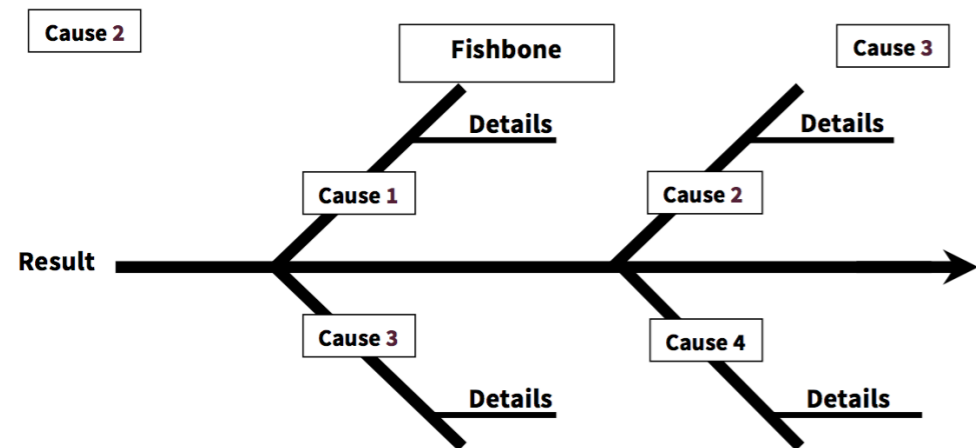 Cause 2
Fishbone
Cause 3
Details
Details
Cause 1
Cause 2
Result
Cause 3
Cause 4
Details
Details